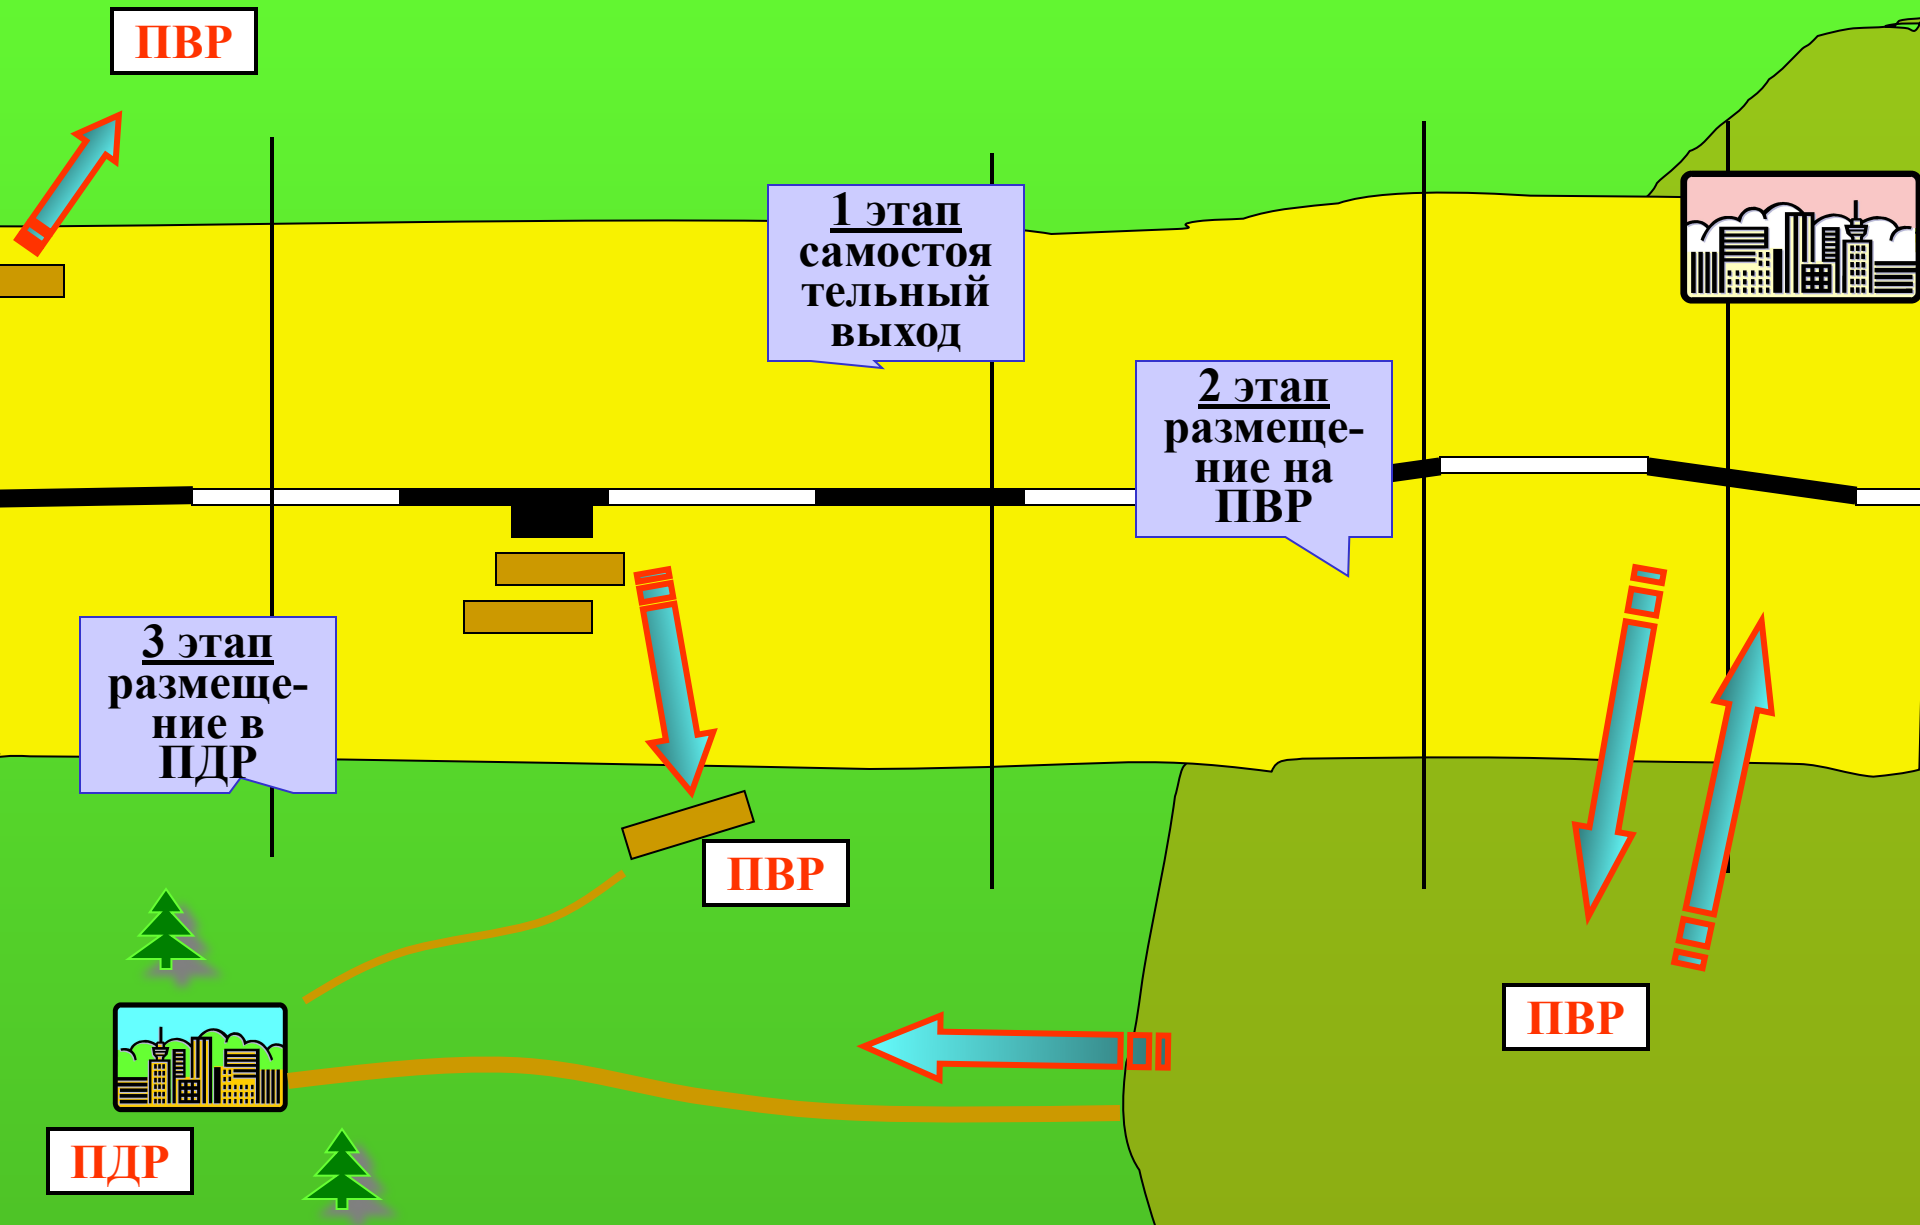 ПВР
1 этап
самостоя
тельный
выход
2 этап
размеще-
ние на
ПВР
3 этап
размеще-
ние в
ПДР
ПВР
ПВР
ПДР